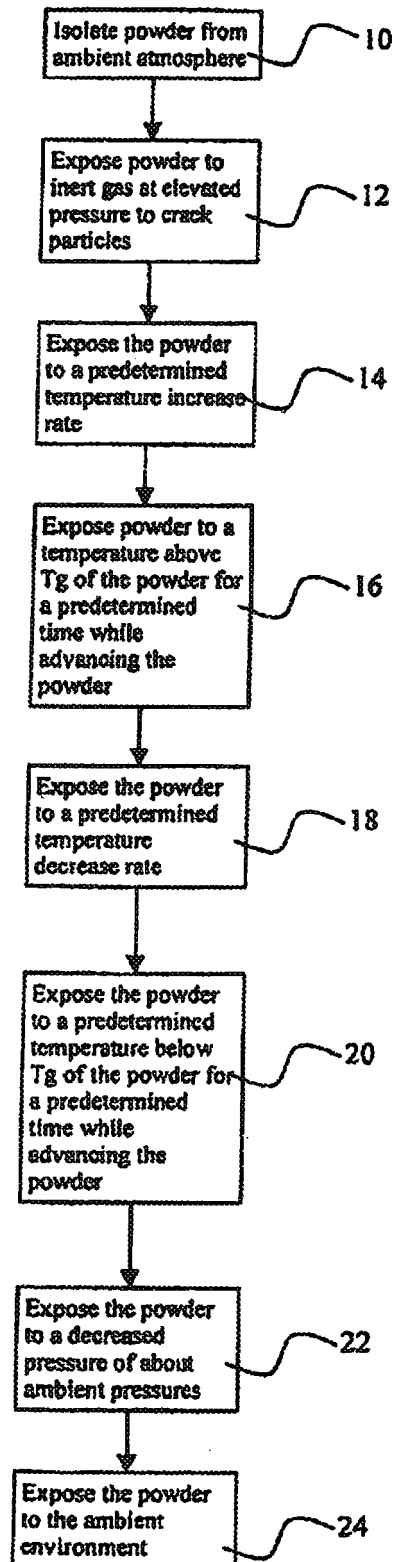 Isolate powder from
ambient atmosphere
10
Expose powder to
inert gas at elevated
pressure to crack
particles
12
Expose the powder
to a predetermined
temperature increase
rate
14
Expose powder to a
temperature above
Tg of the powder for
a predetermined
time while
advancing the
powder
16
Expose the powder
to a predetermined
temperature
decrease rate
18
Expose the powder
to a predetermined
temperature below
Tg of the powder for
a predetermined
time while
advancing the
powder
20
Expose the powder
to a decreased
pressure of about
ambient pressures
22
Expose the powder
to the ambient
environment
24